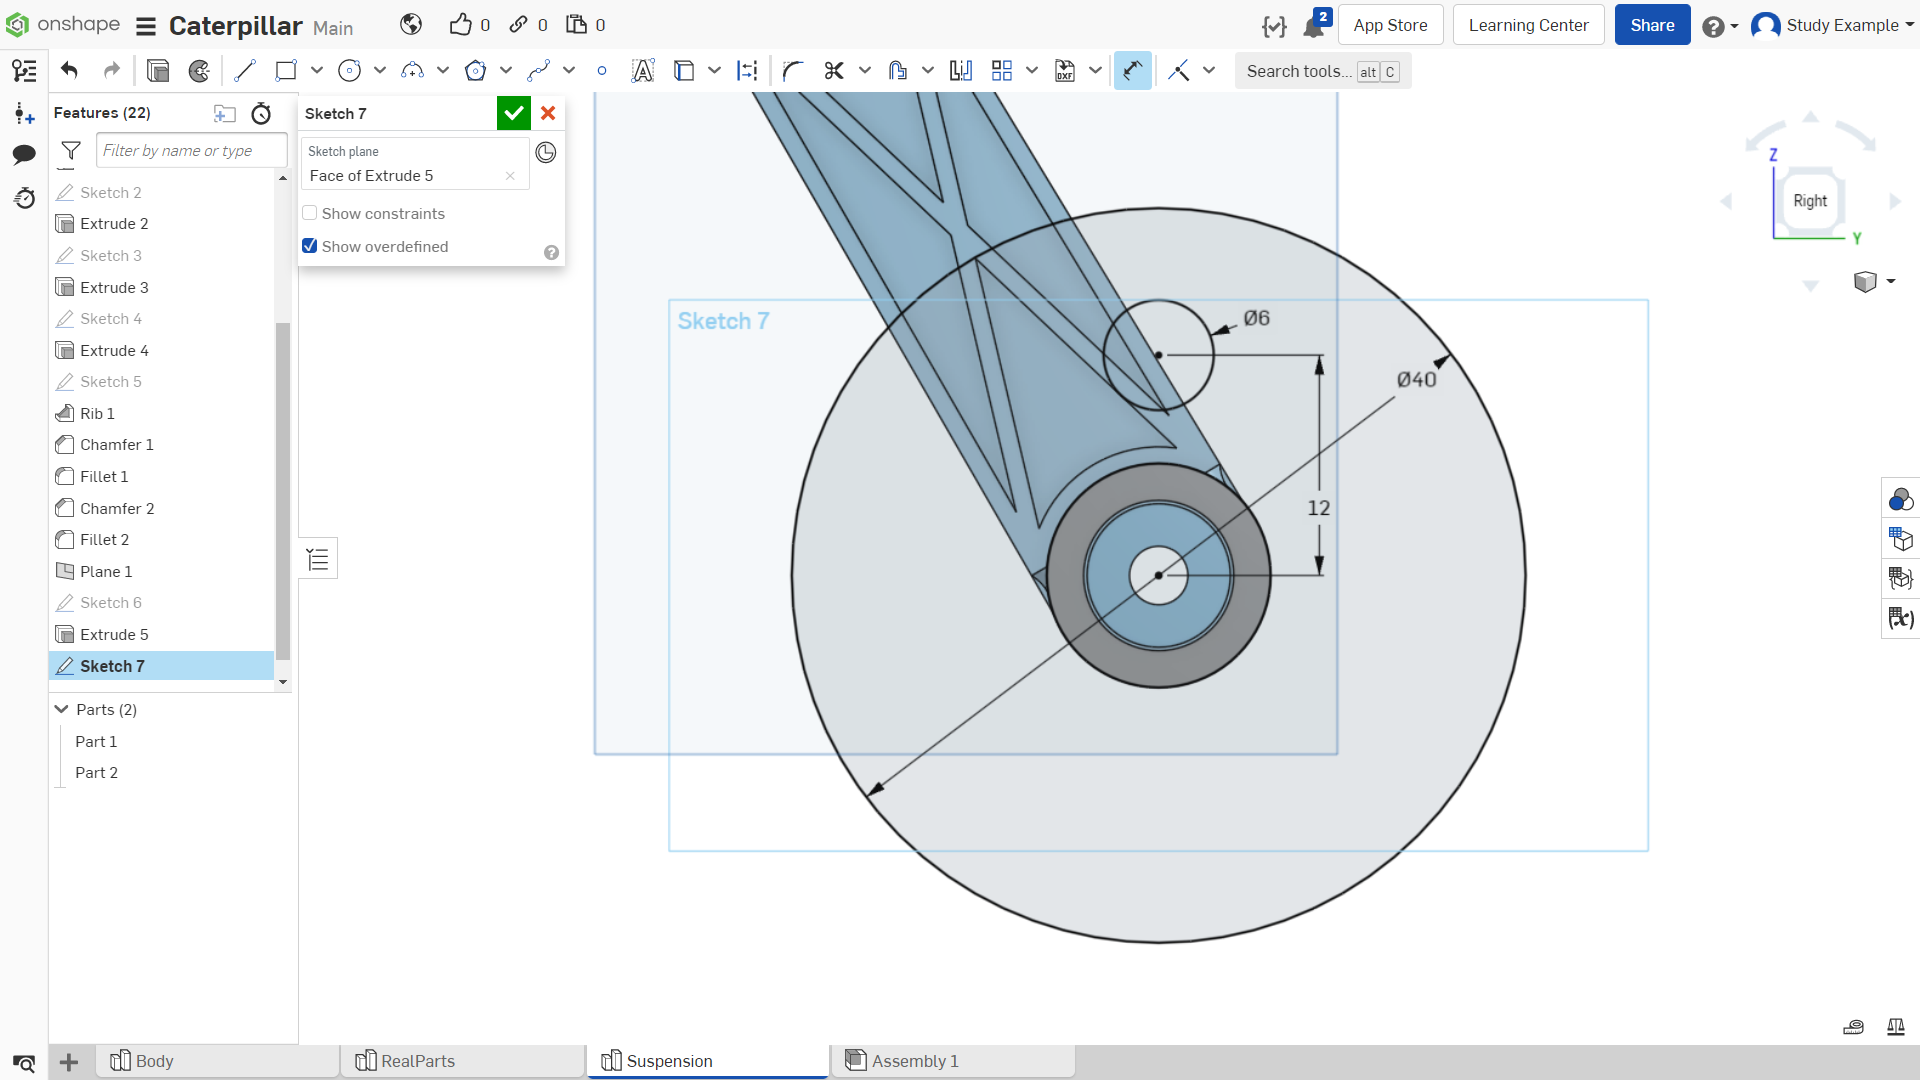 onshape
Caterpillar Main
0
0
0
2
App Store
Learning Center
Share
Study Example
Search tools... alt C
Features (22)
Filter by name or type
Sketch 2
Extrude 2
Sketch 3
Extrude 3
Sketch 4
Extrude 4
Sketch 5
Rib 1
Chamfer 1
Fillet 1
Chamfer 2
Fillet 2
Plane 1
Sketch 6
Extrude 5
Sketch 7
Parts (2)
Part 1
Part 2
Sketch 7
Sketch plane
Face of Extrude 5
Show constraints
Show overdefined
Sketch 7
Ø6
Ø40
12
Z
Right
Y
Body
RealParts
Suspension
Assembly 1